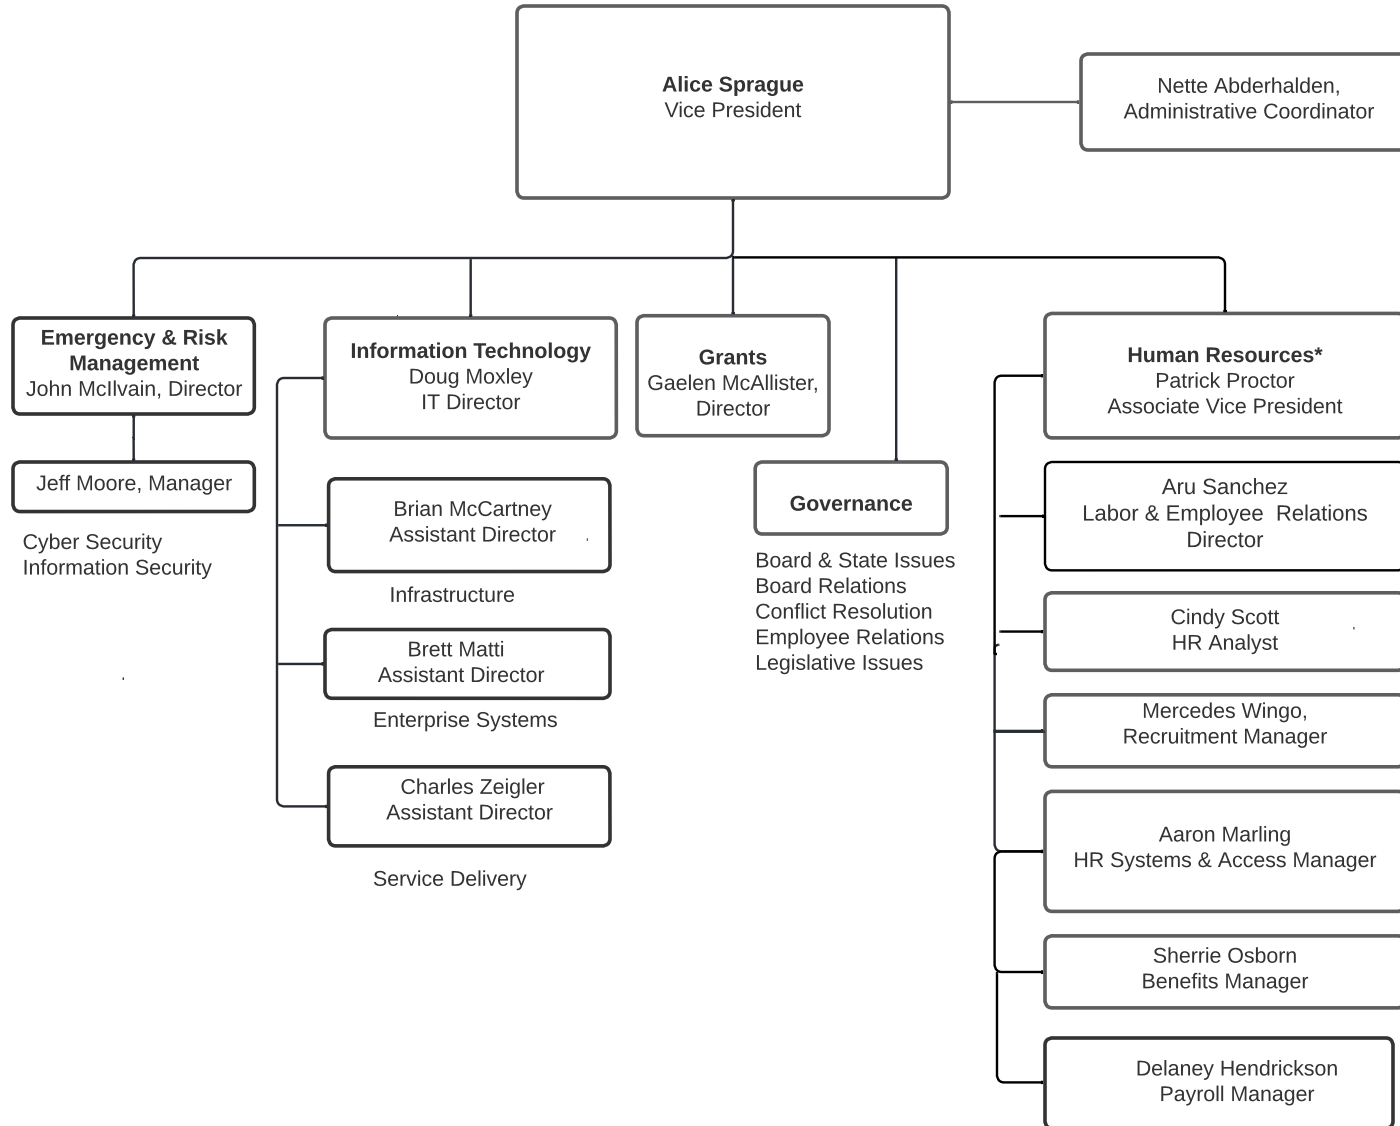 Alice Sprague
Vice President
Nette Abderhalden,
Administrative Coordinator
Emergency & Risk
Management
John McIlvain, Director
Jeff Moore, Manager
Cyber Security
Information Security
Information Technology
Doug Moxley
IT Director
Brian McCartney
Assistant Director
Infrastructure
Brett Matti
Assistant Director
Enterprise Systems
Charles Zeigler
Assistant Director
Service Delivery
Grants
Gaelen McAllister,
Director
Governance
Board & State Issues
Board Relations
Conflict Resolution
Employee Relations
Legislative Issues
Human Resources*
Patrick Proctor
Associate Vice President
Aru Sanchez
Labor & Employee  Relations
Director
Cindy Scott
HR Analyst
Mercedes Wingo,
Recruitment Manager
Aaron Marling
HR Systems & Access Manager
Sherrie Osborn
Benefits Manager
Delaney Hendrickson
Payroll Manager